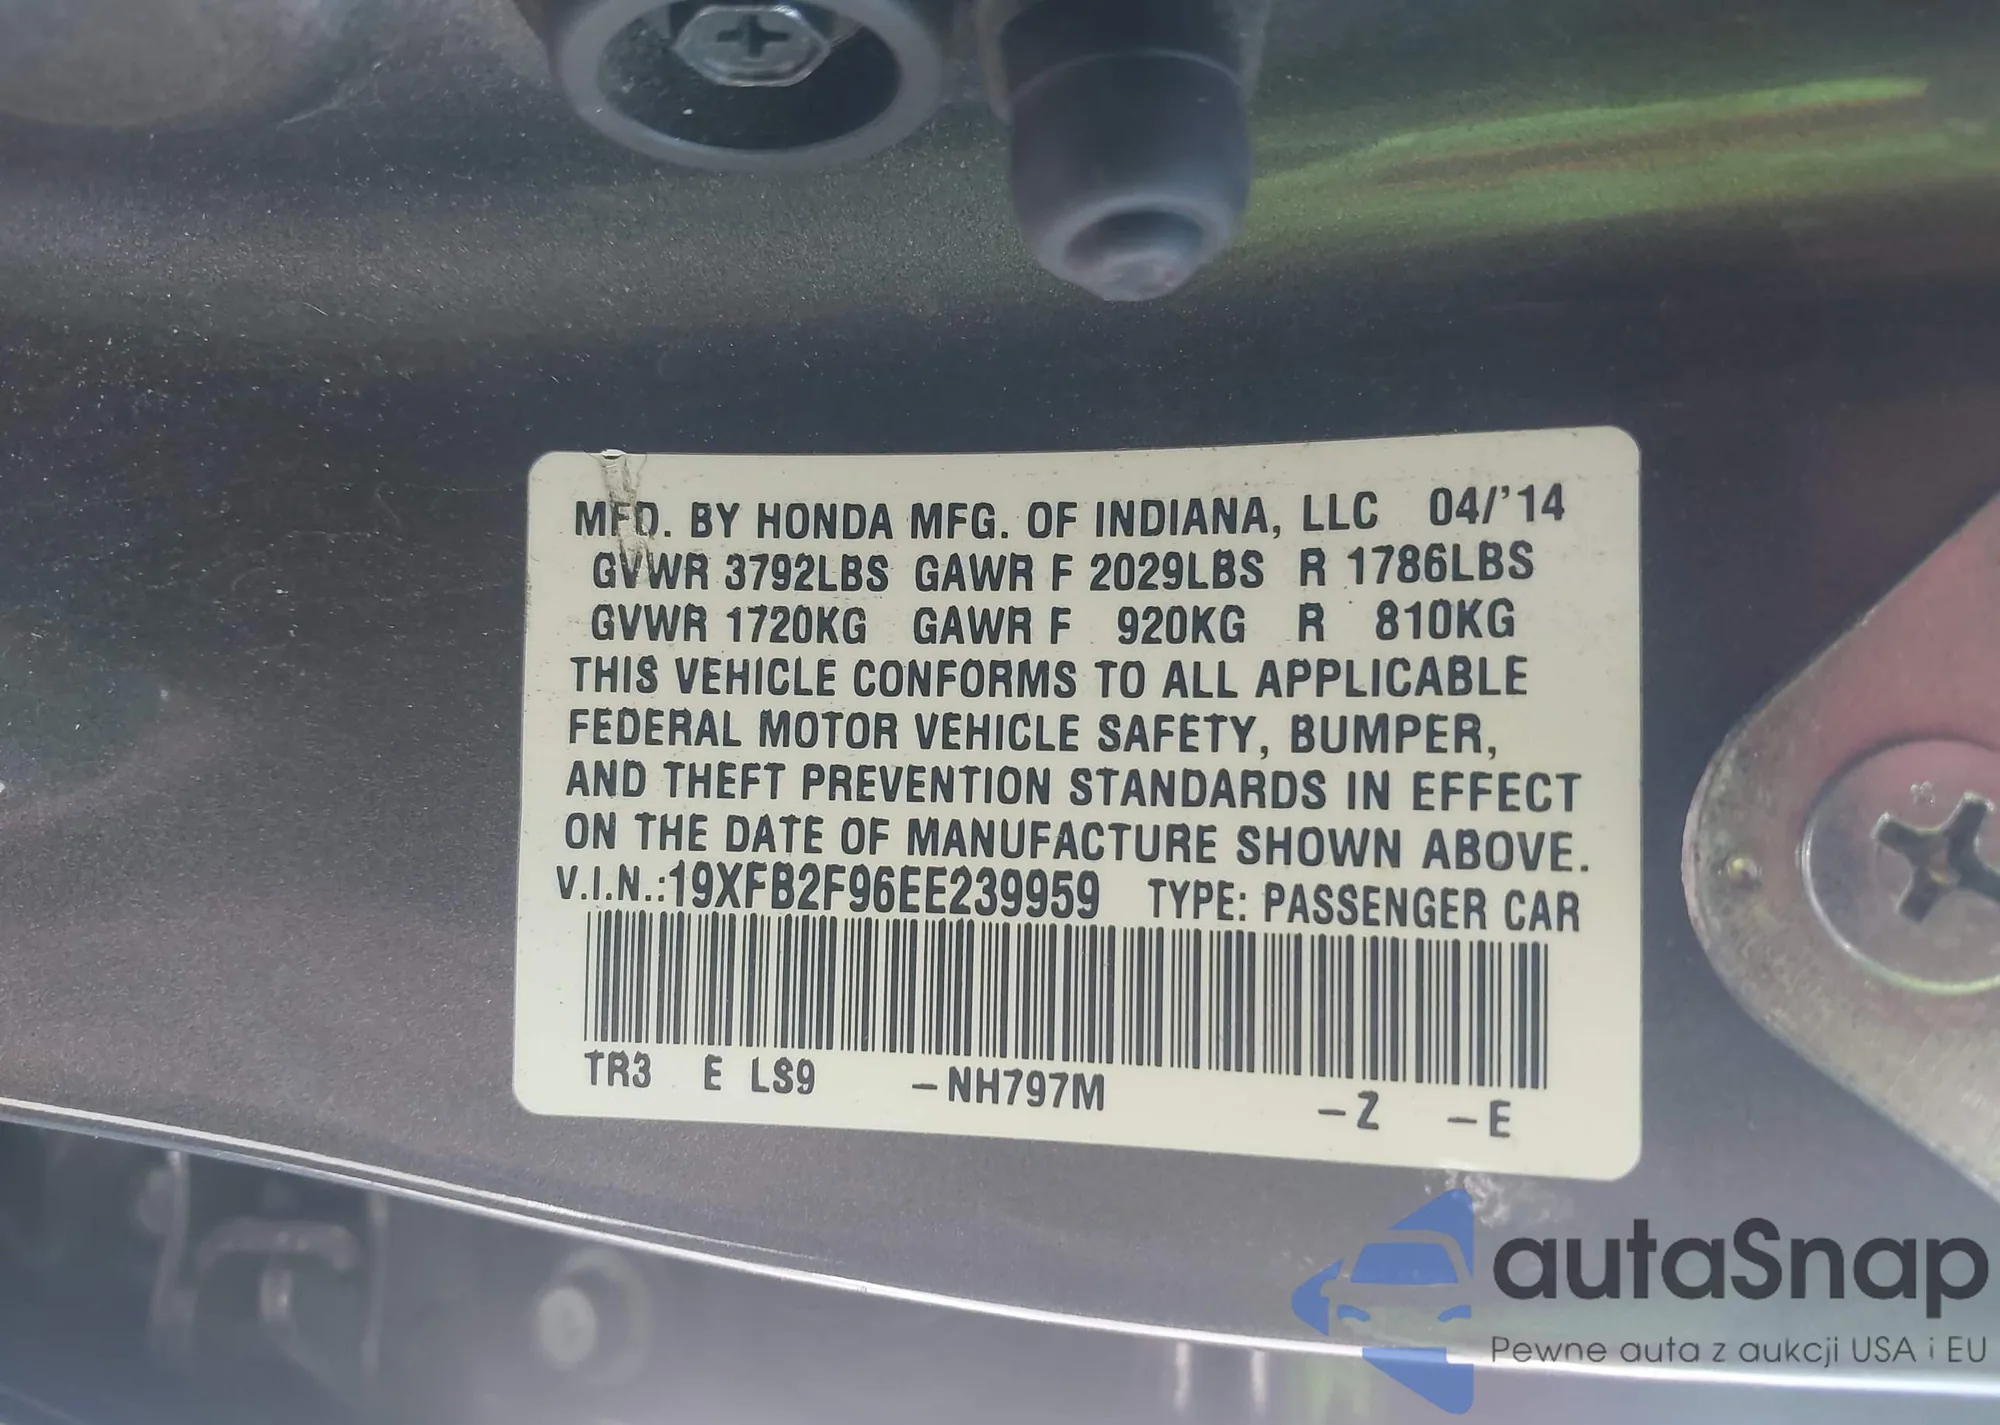 MFD. BY HONDA MFG. OF INDIANA, LLC 04/'14
GVWR 3792LBS GAWR F 2029LBS R 1786LBS
GVWR 1720KG GAWR F 920KG R 810KG
THIS VEHICLE CONFORMS TO ALL APPLICABLE
FEDERAL MOTOR VEHICLE SAFETY, BUMPER,
AND THEFT PREVENTION STANDARDS IN EFFECT
ON THE DATE OF MANUFACTURE SHOWN ABOVE.
V.I.N.:19XFB2F96EE239959 TYPE: PASSENGER CAR
TR3 E LS9 -NH797M -Z -E
autaSnap
Pewne auta z aukcji USA i EU